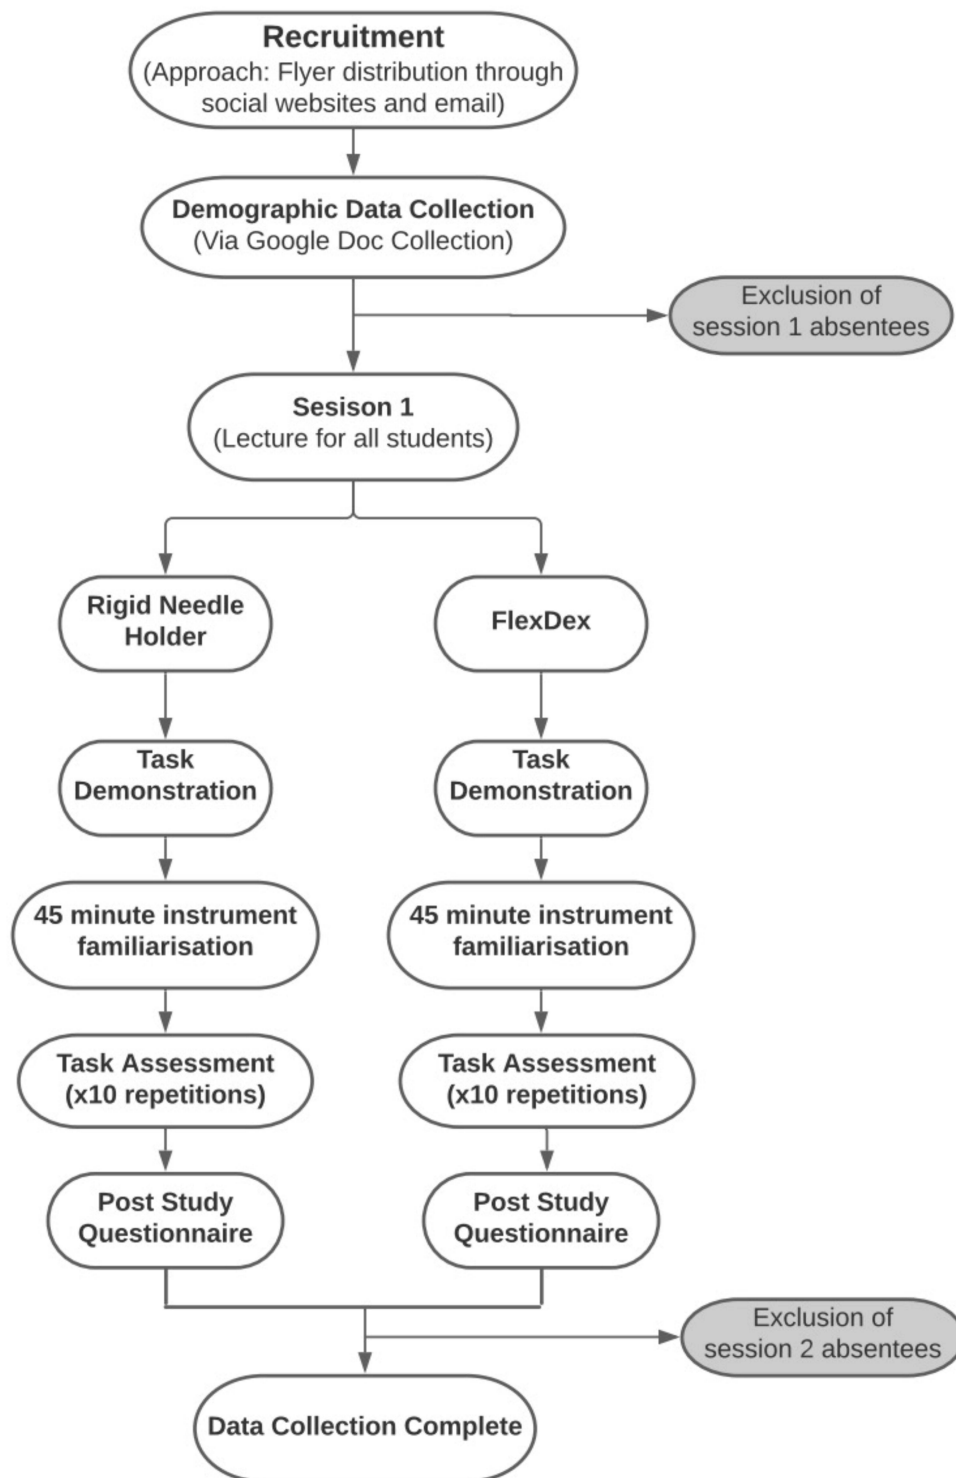 Recruitment
(Approach: Flyer distribution through
social websites and email)
Demographic Data Collection
(Via Google Doc Collection)
Exclusion of
session 1 absentees
Sesison 1
(Lecture for all students)
Rigid Needle
Holder
FlexDex
Task
Demonstration
Task
Demonstration
45 minute instrument
familiarisation
45 minute instrument
familiarisation
Task Assessment
(x10 repetitions)
Task Assessment
(x10 repetitions)
Post Study
Questionnaire
Post Study
Questionnaire
Exclusion of
session 2 absentees
Data Collection Complete